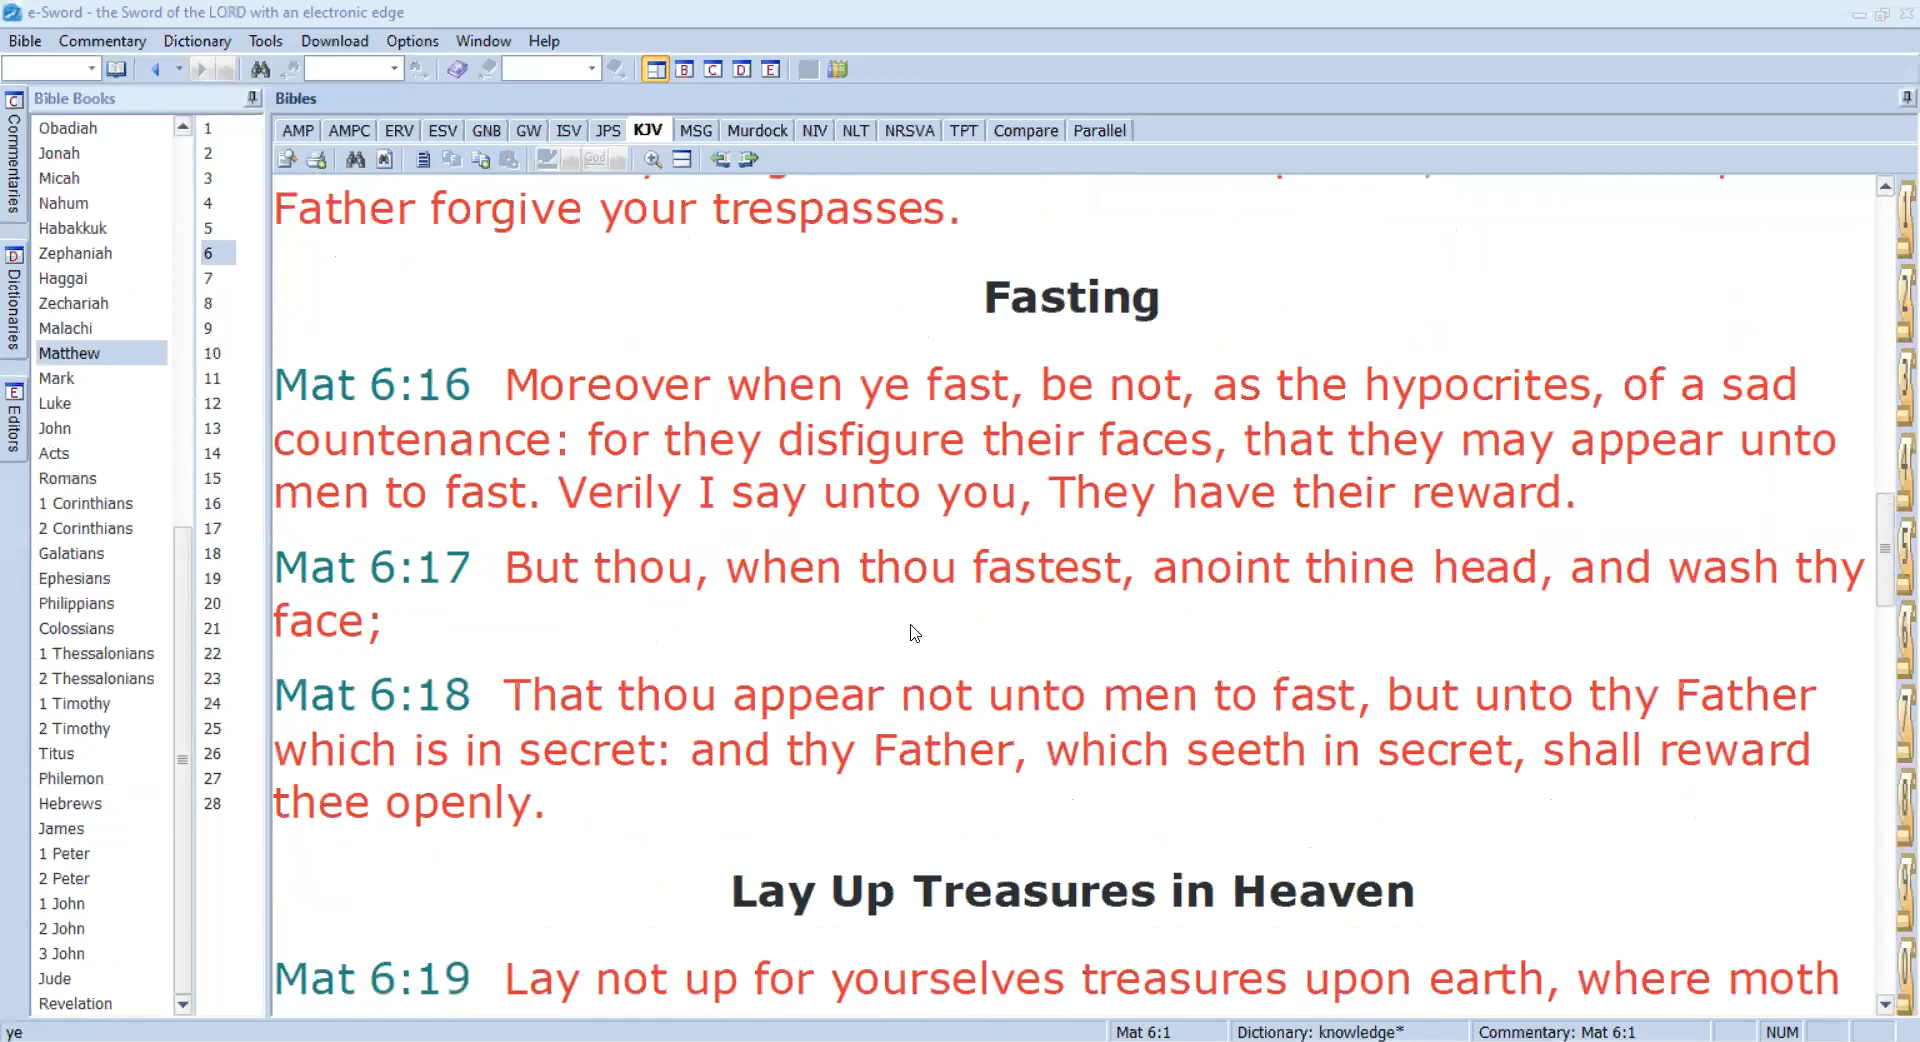 e-Sword - the Sword of the LORD with an electronic edge
Bible Commentary Dictionary Tools Download Options Window Help
B C D E
Bible Books
Bibles
C Commentaries
D Dictionaries
E Editors
Obadiah
Jonah
Micah
Nahum
Habakkuk
Zephaniah
Haggai
Zechariah
Malachi
Matthew
Mark
Luke
John
Acts
Romans
1 Corinthians
2 Corinthians
Galatians
Ephesians
Philippians
Colossians
1 Thessalonians
2 Thessalonians
1 Timothy
2 Timothy
Titus
Philemon
Hebrews
James
1 Peter
2 Peter
1 John
2 John
3 John
Jude
Revelation
1
2
3
4
5
6
7
8
9
10
11
12
13
14
15
16
17
18
19
20
21
22
23
24
25
26
27
28
AMP AMPC ERV ESV GNB GW ISV JPS KJV MSG Murdock NIV NLT NRSVA TPT Compare Parallel
God
Father forgive your trespasses.
Fasting
Mat 6:16 Moreover when ye fast, be not, as the hypocrites, of a sad
countenance: for they disfigure their faces, that they may appear unto
men to fast. Verily I say unto you, They have their reward.
Mat 6:17 But thou, when thou fastest, anoint thine head, and wash thy
face;
Mat 6:18 That thou appear not unto men to fast, but unto thy Father
which is in secret: and thy Father, which seeth in secret, shall reward
thee openly.
Lay Up Treasures in Heaven
Mat 6:19 Lay not up for yourselves treasures upon earth, where moth
ye
Mat 6:1
Dictionary: knowledge*
Commentary: Mat 6:1
NUM